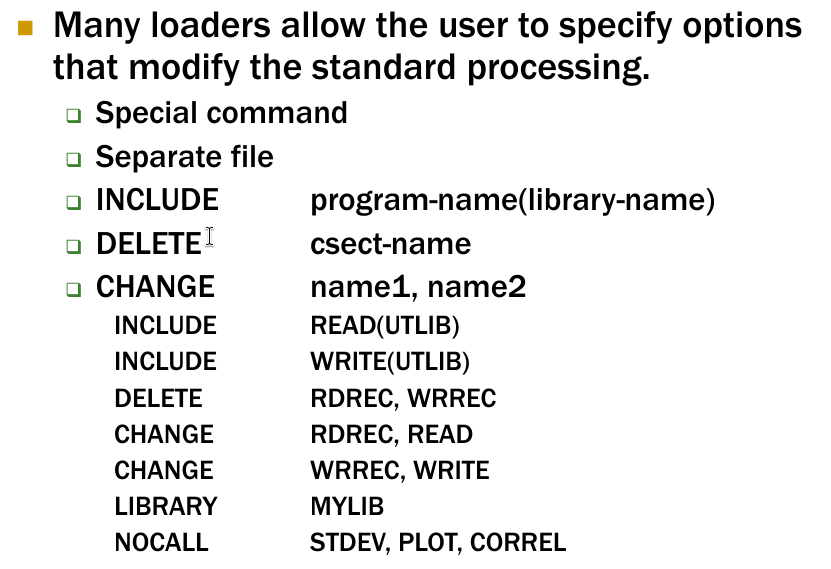 Many loaders allow the user to specify options
that modify the standard processing.
Special command
Separate file
INCLUDE program-name(library-name)
DELETE csect-name
CHANGE name1, name2
INCLUDE READ(UTLIB)
INCLUDE WRITE(UTLIB)
DELETE RDREC, WRREC
CHANGE RDREC, READ
CHANGE WRREC, WRITE
LIBRARY MYLIB
NOCALL STDEV, PLOT, CORREL